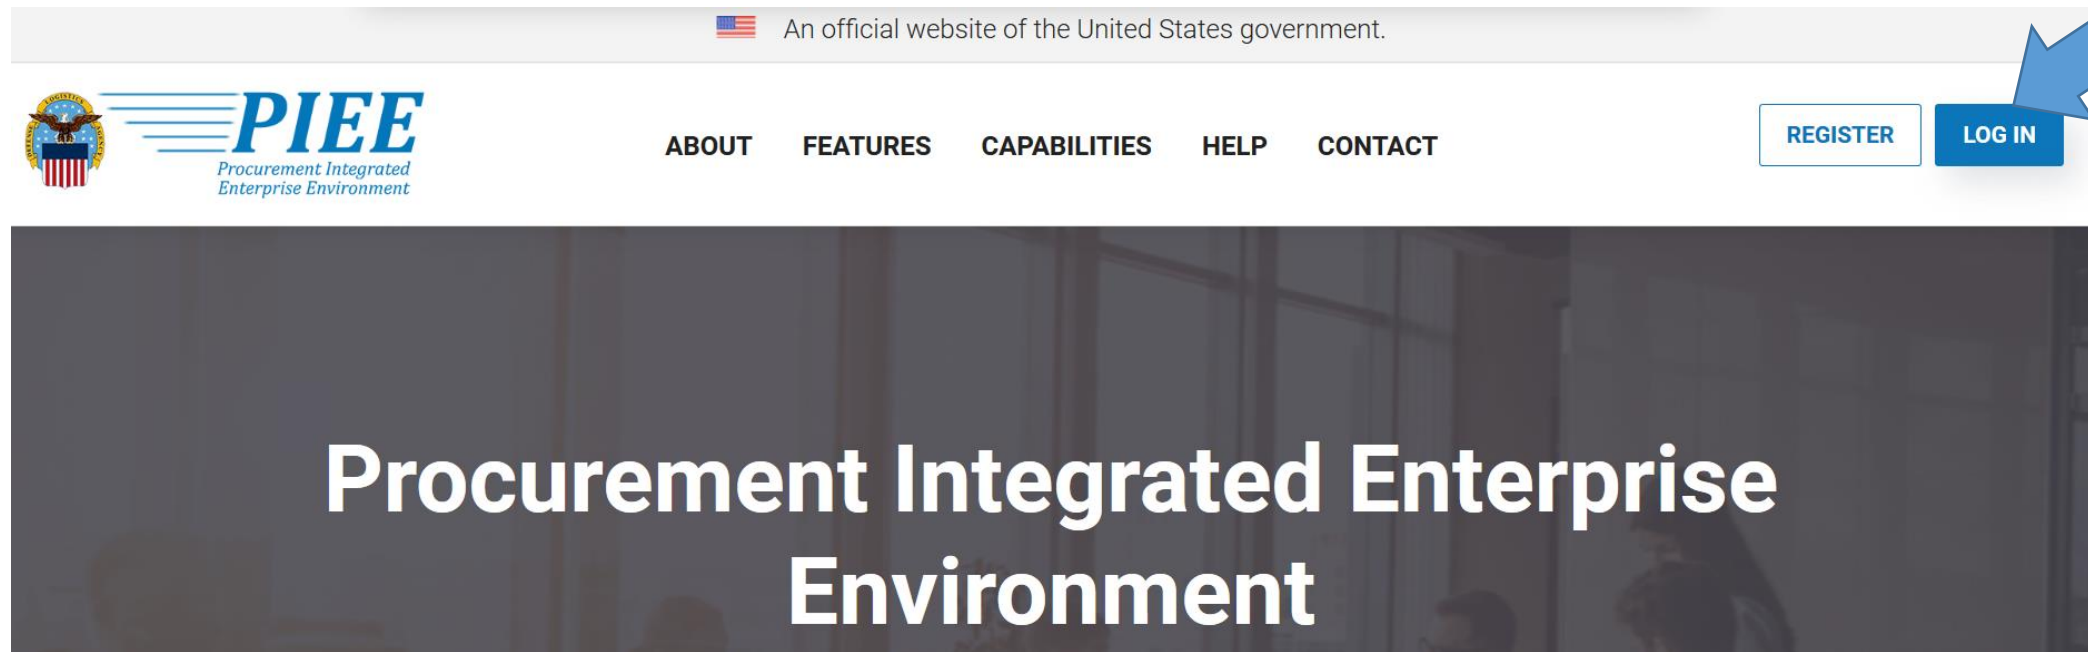 An official website of the United States government.
PIEE
Procurement Integrated
Enterprise Environment
ABOUT FEATURES CAPABILITIES HELP CONTACT
REGISTER LOG IN
Procurement Integrated Enterprise
Environment